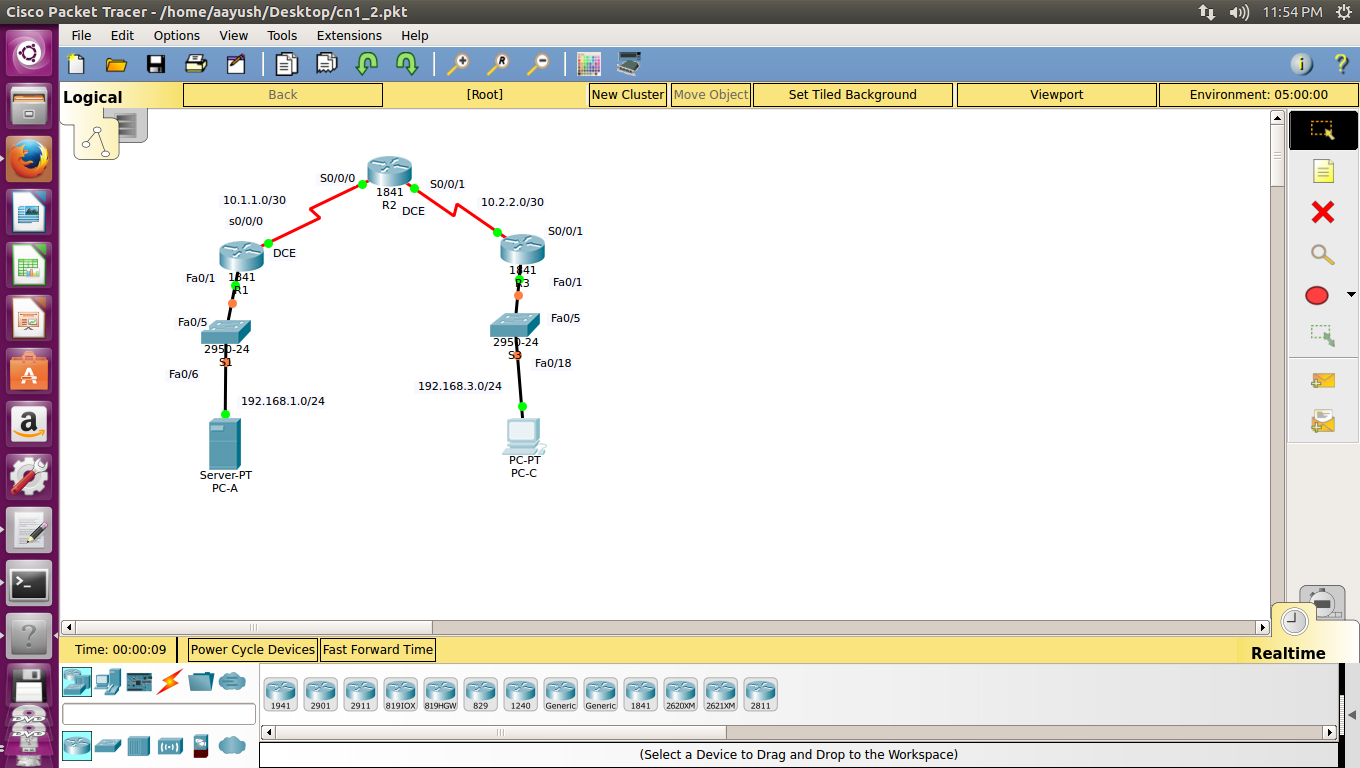 Cisco Packet Tracer - /home/aayush/Desktop/cn1_2.pkt
11:54 PM
File Edit Options View Tools Extensions Help
Logical
Back
[Root]
New Cluster
Move Object
Set Tiled Background
Viewport
Environment: 05:00:00
S0/0/0
1841
R2
S0/0/1
DCE
10.1.1.0/30
s0/0/0
10.2.2.0/30
S0/0/1
DCE
1841
R1
Fa0/1
1841
R3
Fa0/1
Fa0/5
2950-24
S1
Fa0/5
2950-24
S3
Fa0/6
Fa0/18
192.168.3.0/24
192.168.1.0/24
Server-PT
PC-A
PC-PT
PC-C
Time: 00:00:09
Power Cycle Devices
Fast Forward Time
Realtime
1941 2901 2911 819IOX 819HGW 829 1240 Generic Generic 1841 2620XM 2621XM 2811
(Select a Device to Drag and Drop to the Workspace)